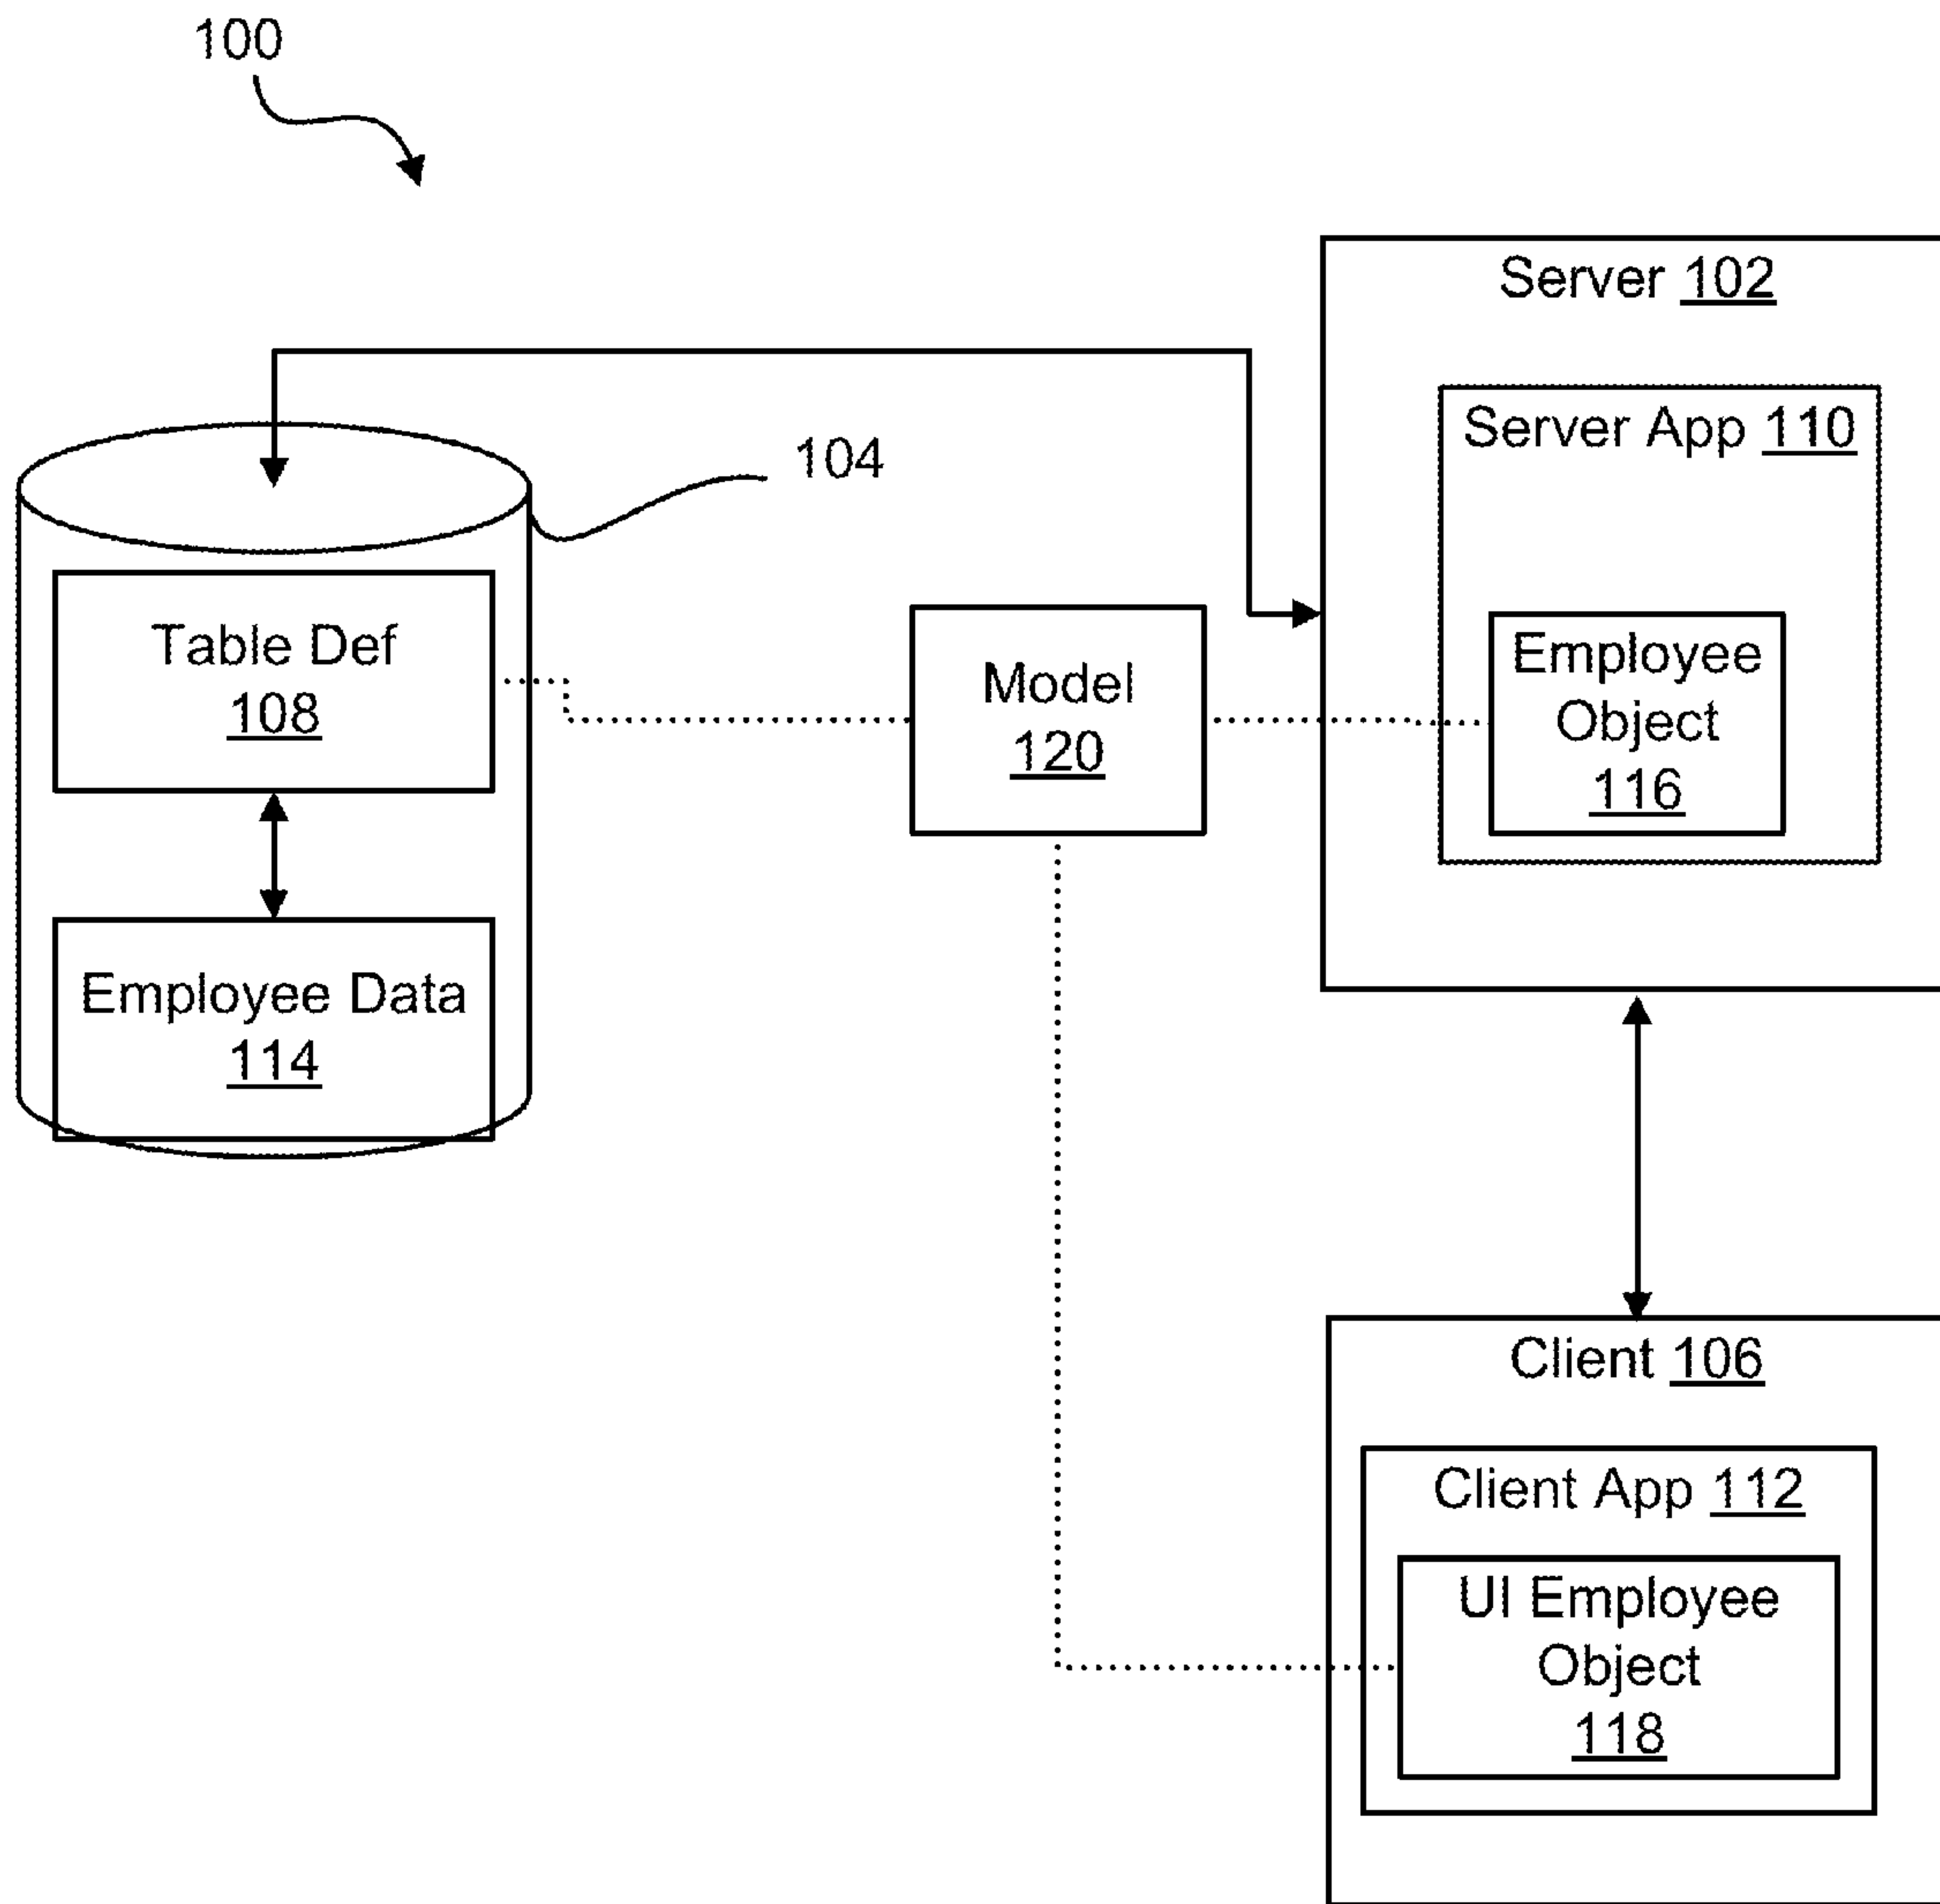 100
Server 102
Server App 110
104
Table Def
108
Model
120
Employee
Object
116
Employee Data
114
Client 106
Client App 112
UI Employee
Object
118